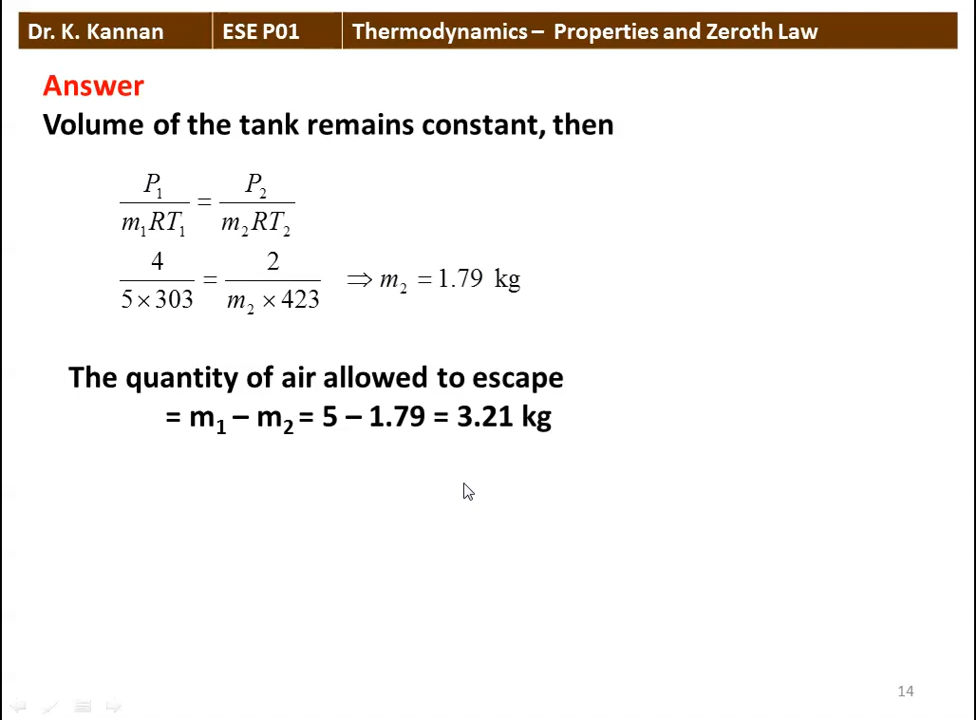 Dr. K. Kannan ESE P01 Thermodynamics – Properties and Zeroth Law
Answer
Volume of the tank remains constant, then
P₁/(m₁RT₁) = P₂/(m₂RT₂)
4/(5 × 303) = 2/(m₂ × 423) ⇒ m₂ = 1.79 kg
The quantity of air allowed to escape
= m₁ – m₂ = 5 – 1.79 = 3.21 kg
14